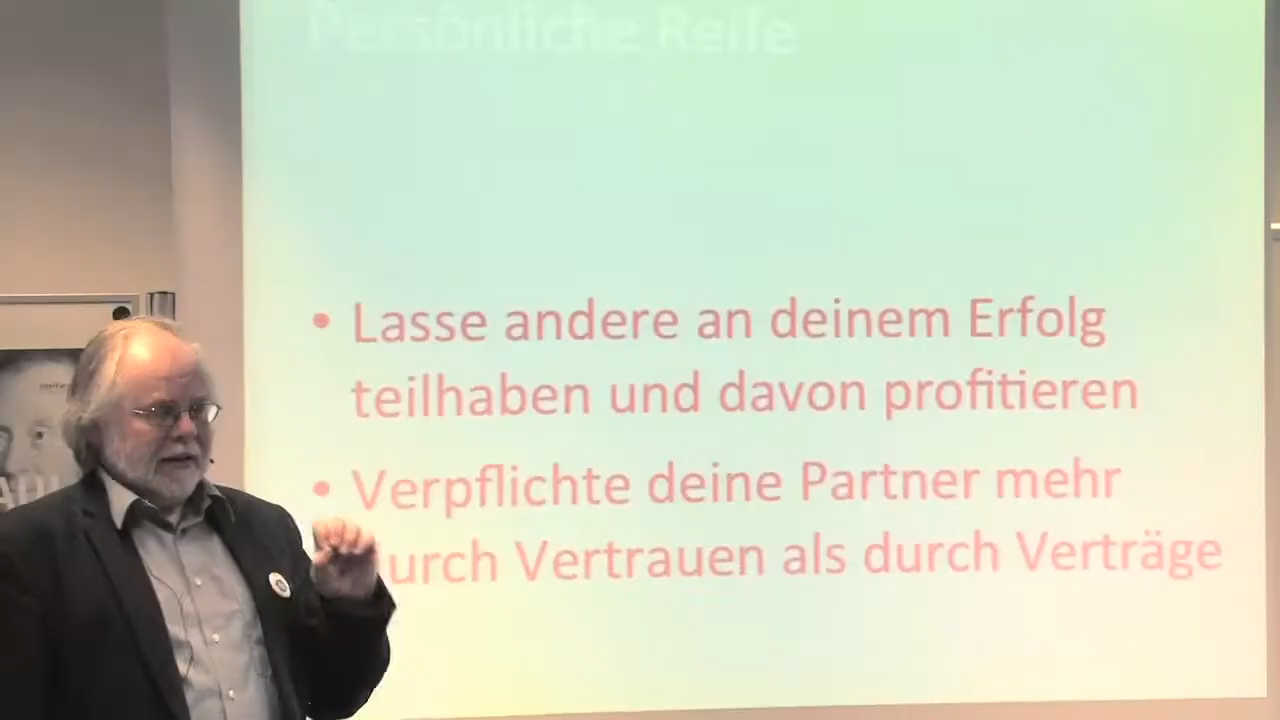 Persönliche Reife
• Lasse andere an deinem Erfolg
teilhaben und davon profitieren
• Verpflichte deine Partner mehr
durch Vertrauen als durch Verträge